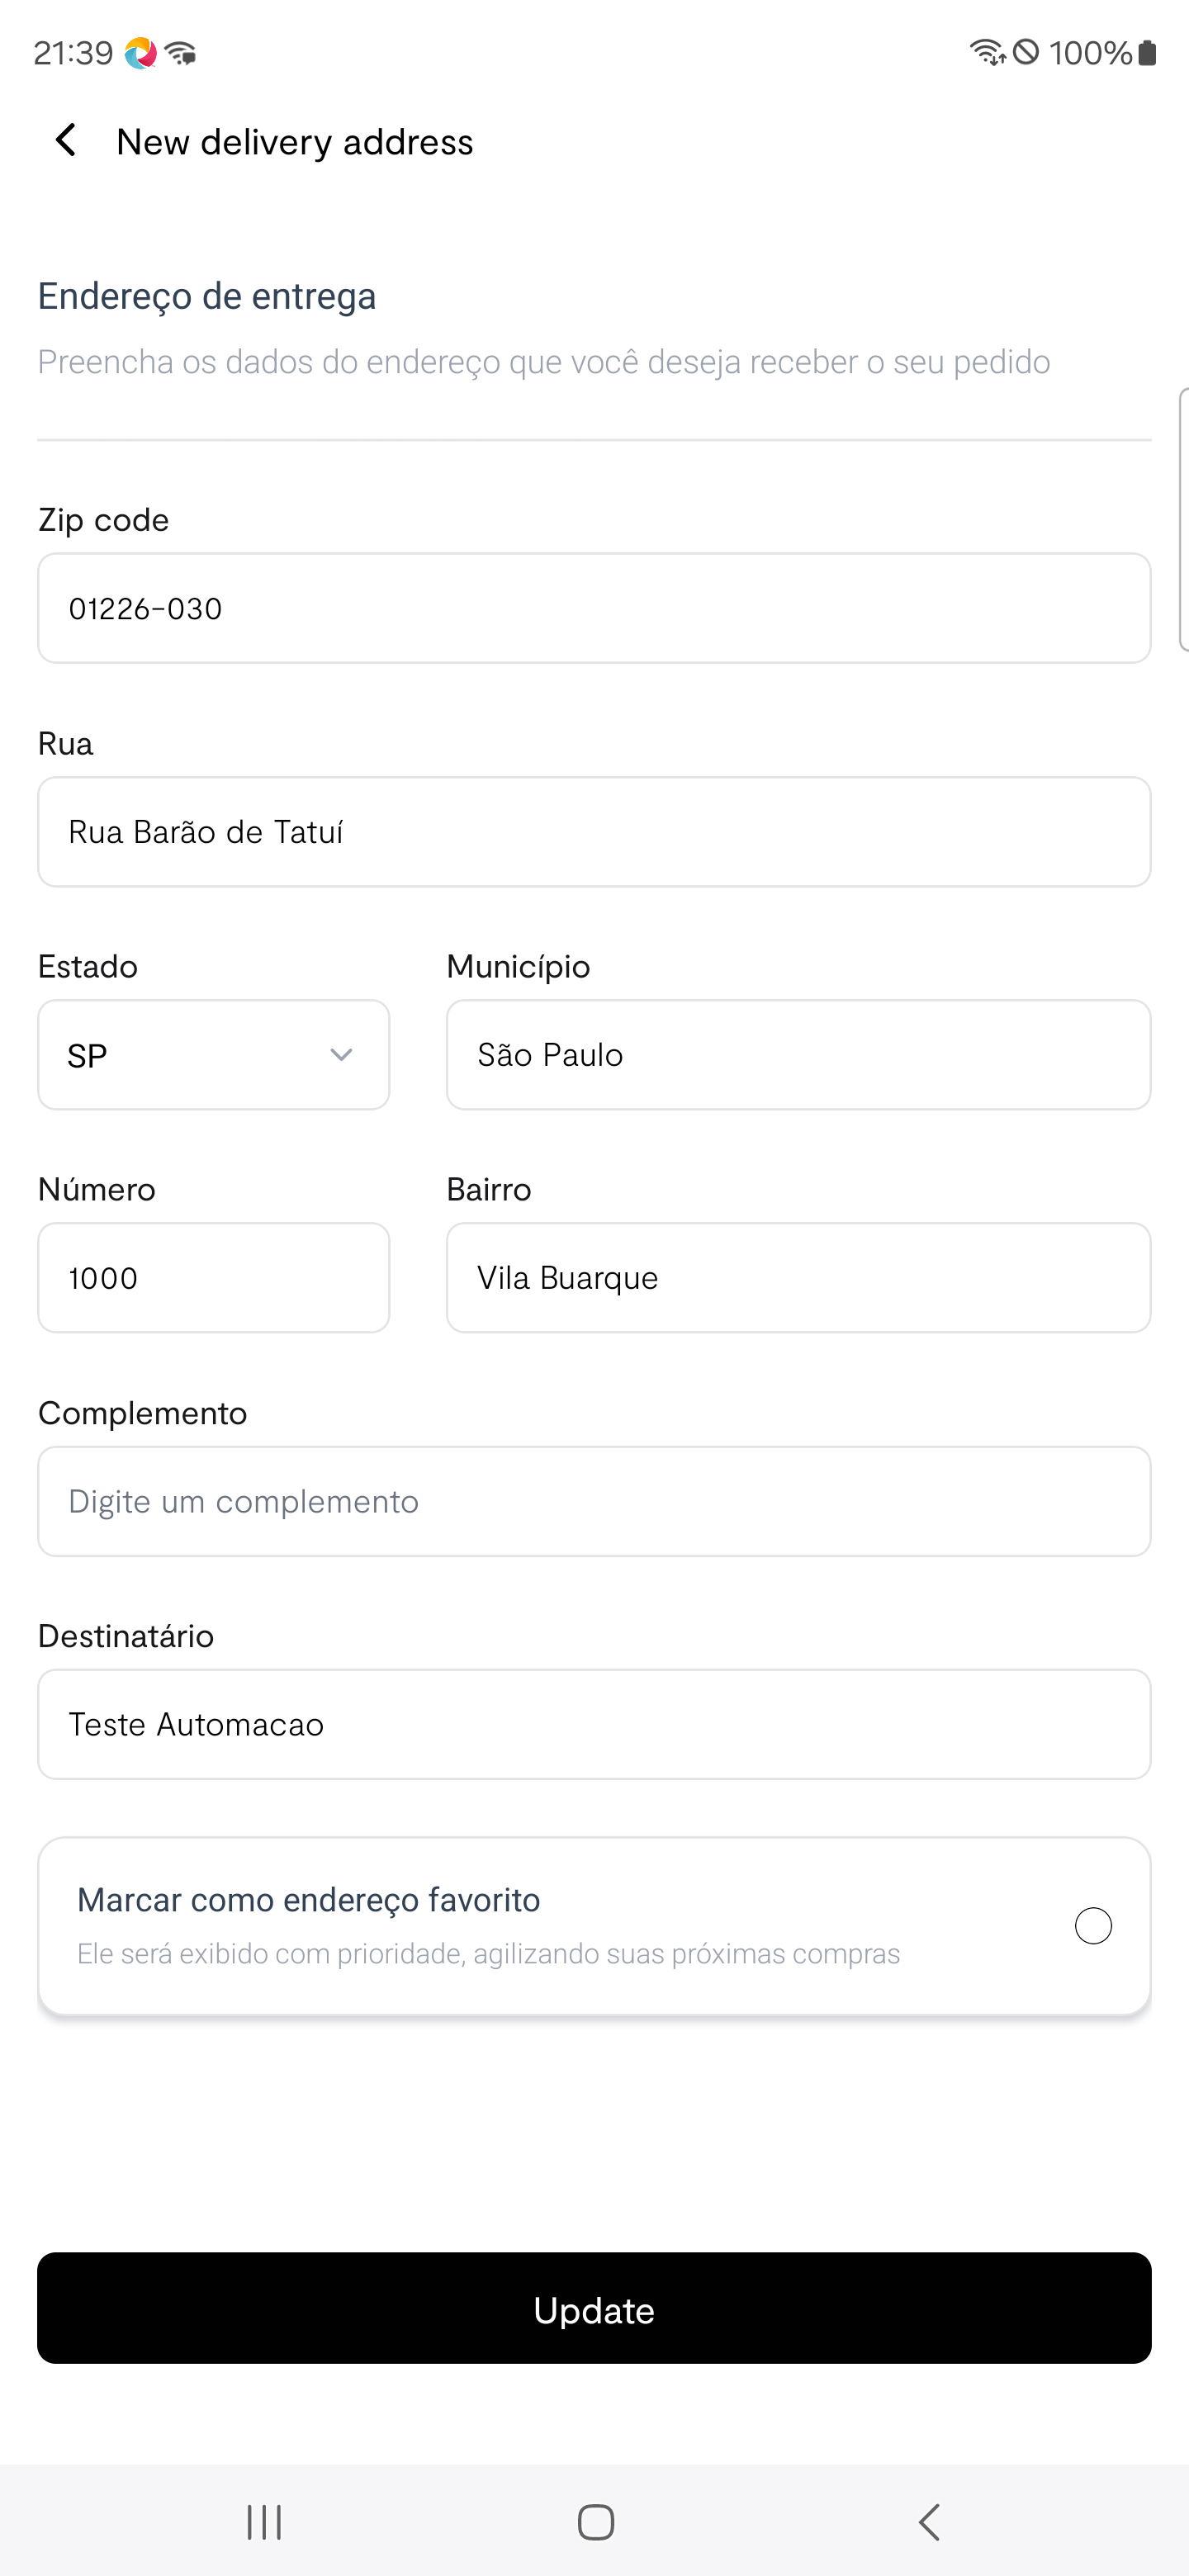 21:39
100%
New delivery address
Endereço de entrega
Preencha os dados do endereço que você deseja receber o seu pedido
Zip code
01226-030
Rua
Rua Barão de Tatuí
Estado
Município
SP
São Paulo
Número
Bairro
1000
Vila Buarque
Complemento
Digite um complemento
Destinatário
Teste Automacao
Marcar como endereço favorito
Ele será exibido com prioridade, agilizando suas próximas compras
Update